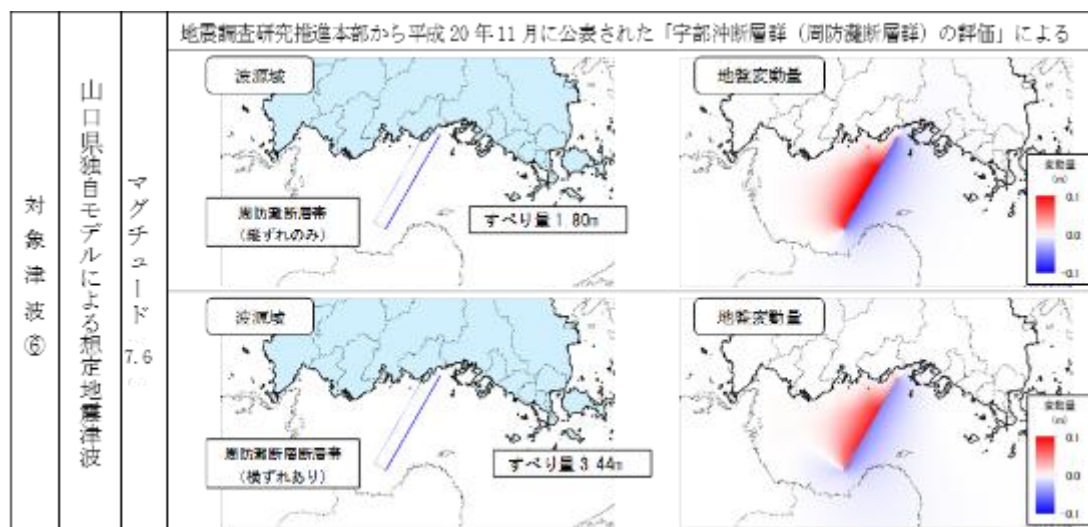 地震調査研究推進本部から平成20年11月に公表された「宇部沖断層群（周防灘断層群）の評価」による
対象津波⑥
山口県独自モデルによる想定地震津波
マグチュード
7.6
波源域
周防灘断層帯
（縦ずれのみ）
すべり量 1.80m
地盤変動量
変動量
(m)
0.1
0.0
-0.1
波源域
周防灘断層断層帯
（横ずれあり）
すべり量 3.44m
地盤変動量
変動量
(m)
0.1
0.0
-0.1